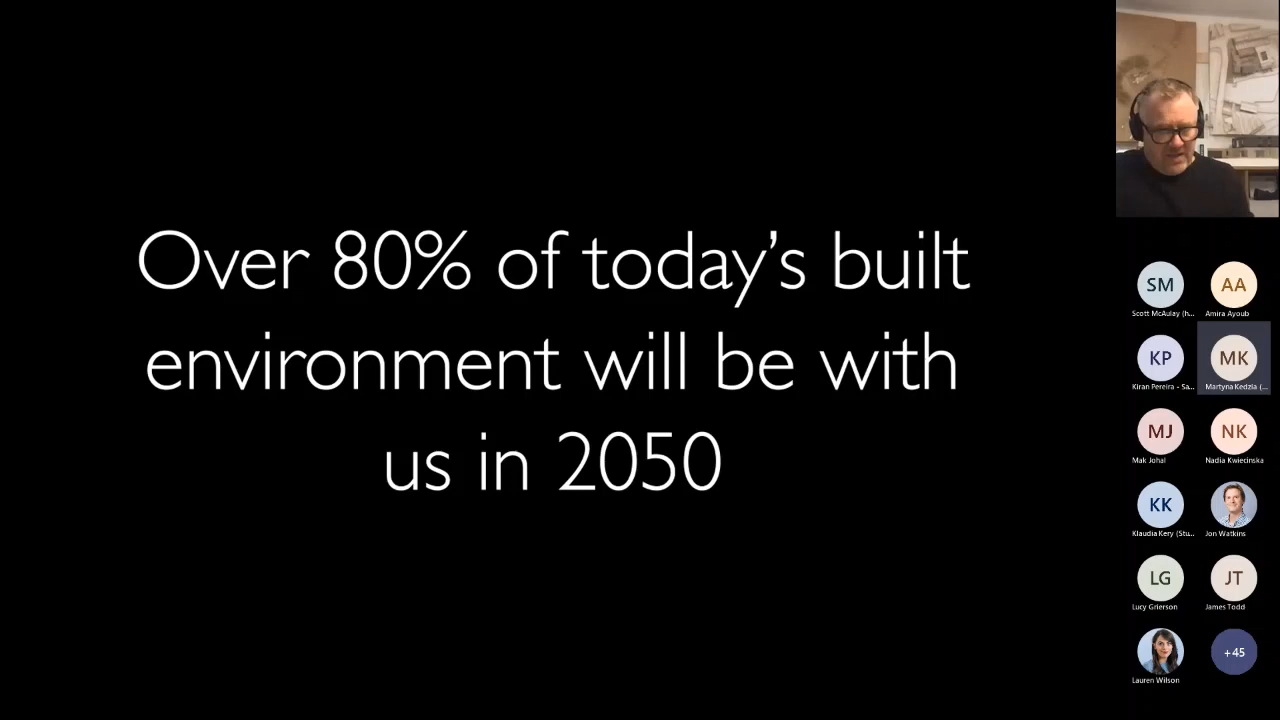 Over 80% of today's built
environment will be with
us in 2050
SM
AA
Scott McAulay (h...
Amira Ayoub
KP
MK
Kiran Pereira - Sa...
Martyna Kedzia (...
MJ
NK
Mak Johal
Nadia Kwiecinska
KK
Klaudia Kery (Stu...
Jon Watkins
LG
JT
Lucy Grierson
James Todd
+45
Lauren Wilson